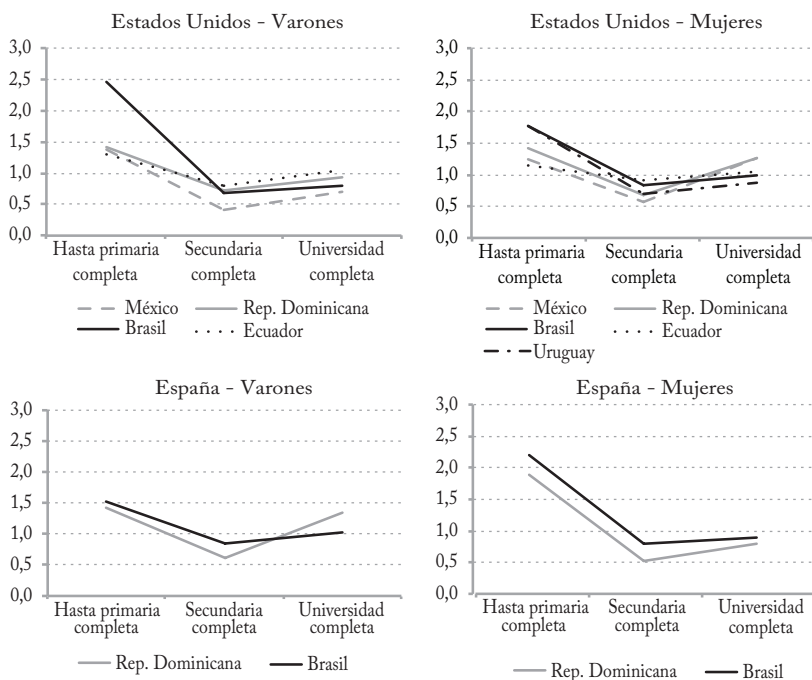 Estados Unidos - Varones
3,0
2,5
2,0
1,5
1,0
0,5
0,0
Hasta primaria completa
Secundaria completa
Universidad completa
México
Rep. Dominicana
Brasil
Ecuador
Estados Unidos - Mujeres
3,0
2,5
2,0
1,5
1,0
0,5
0,0
Hasta primaria completa
Secundaria completa
Universidad completa
México
Rep. Dominicana
Brasil
Ecuador
Uruguay
España - Varones
3,0
2,5
2,0
1,5
1,0
0,5
0,0
Hasta primaria completa
Secundaria completa
Universidad completa
Rep. Dominicana
Brasil
España - Mujeres
3,0
2,5
2,0
1,5
1,0
0,5
0,0
Hasta primaria completa
Secundaria completa
Universidad completa
Rep. Dominicana
Brasil